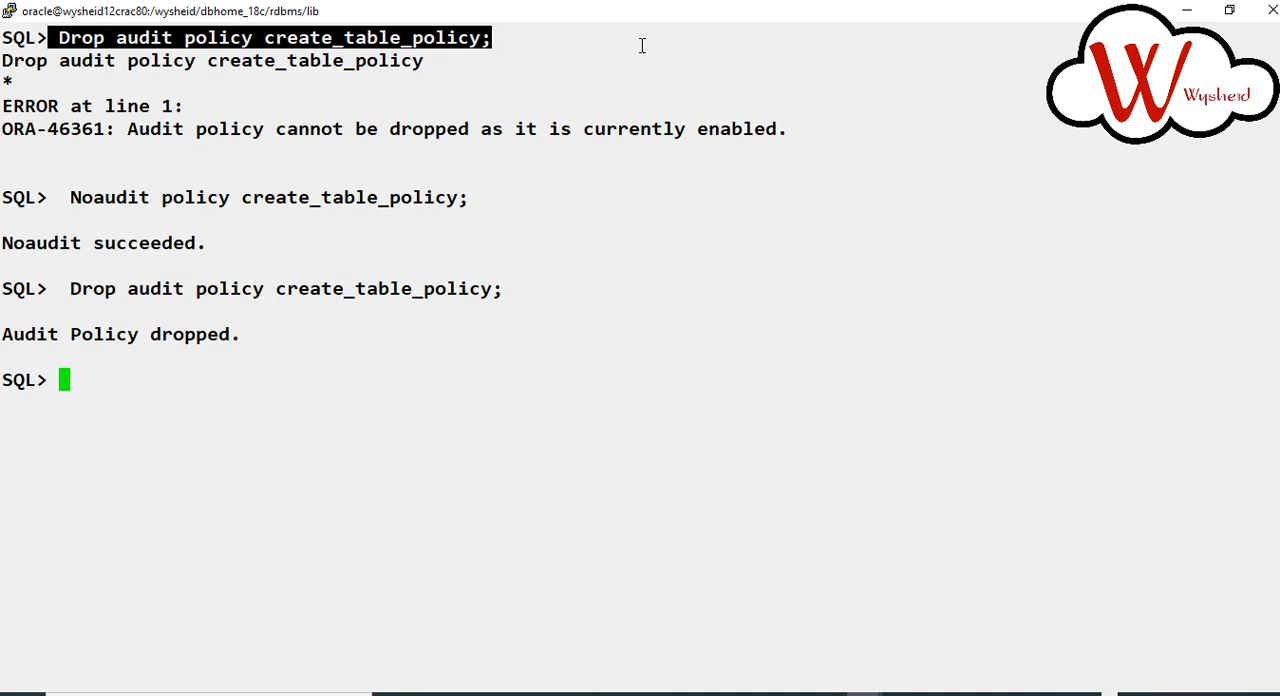 oracle@wysheid12crac80:/wysheid/dbhome_18c/rdbms/lib
SQL> Drop audit policy create_table_policy;
Drop audit policy create_table_policy
*
ERROR at line 1:
ORA-46361: Audit policy cannot be dropped as it is currently enabled.
SQL>  Noaudit policy create_table_policy;
Noaudit succeeded.
SQL>  Drop audit policy create_table_policy;
Audit Policy dropped.
SQL>
W Wysheid